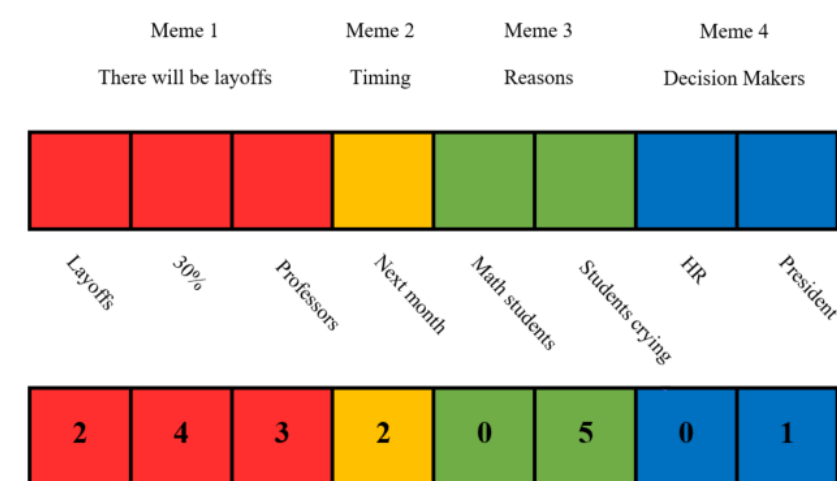 Meme 1 Meme 2 Meme 3 Meme 4
There will be layoffs Timing Reasons Decision Makers
Layoffs 30% Professors Next month Math students Students crying HR President
2 4 3 2 0 5 0 1